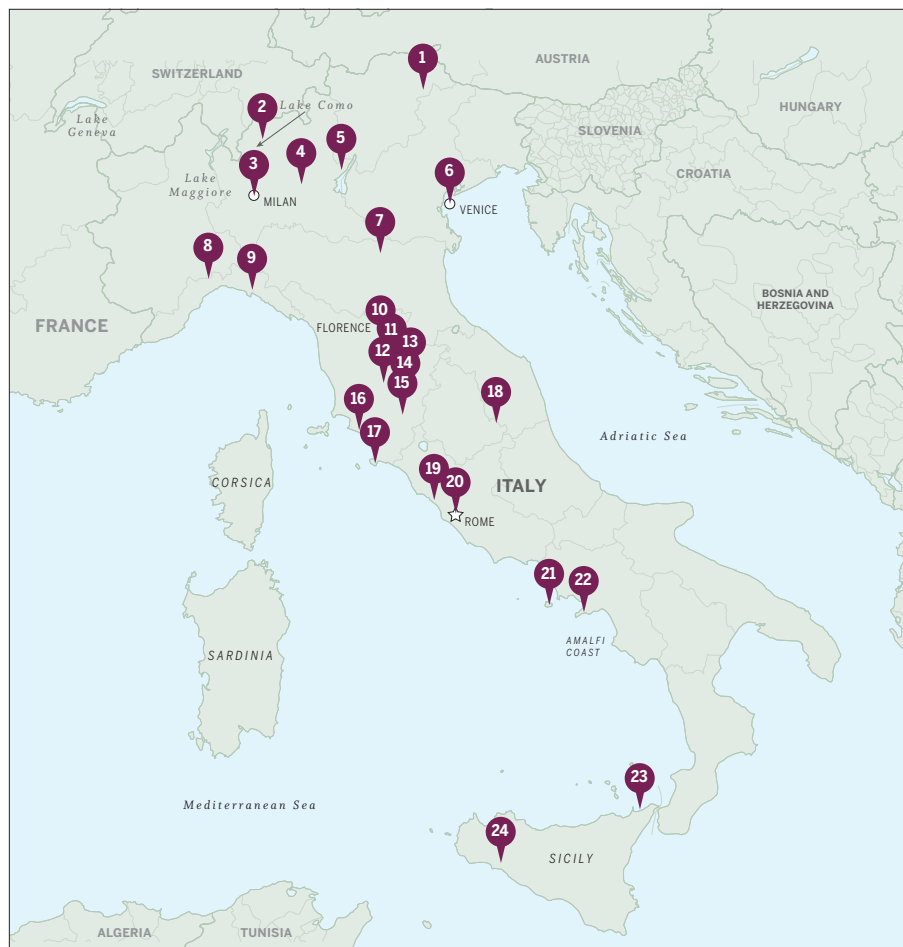 1
AUSTRIA
SWITZERLAND
HUNGARY
2
Lake Como
Lake
Geneva
SLOVENIA
5
4
3
Lake
Maggiore
6
CROATIA
MILAN
VENICE
7
8
9
BOSNIA AND
HERZEGOVINA
10
FRANCE
FLORENCE
11
13
12
14
15
18
16
17
Adriatic Sea
19
CORSICA
20
ITALY
ROME
21
22
AMALFI
COAST
SARDINIA
23
Mediterranean Sea
24
SICILY
ALGERIA
TUNISIA